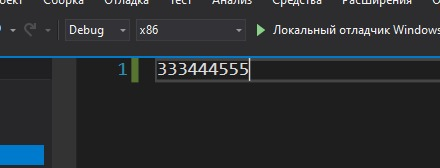 Сборка Отладка Тест Анализ Средства Расширения
Debug x86 Локальный отладчик Windows
1 333444555